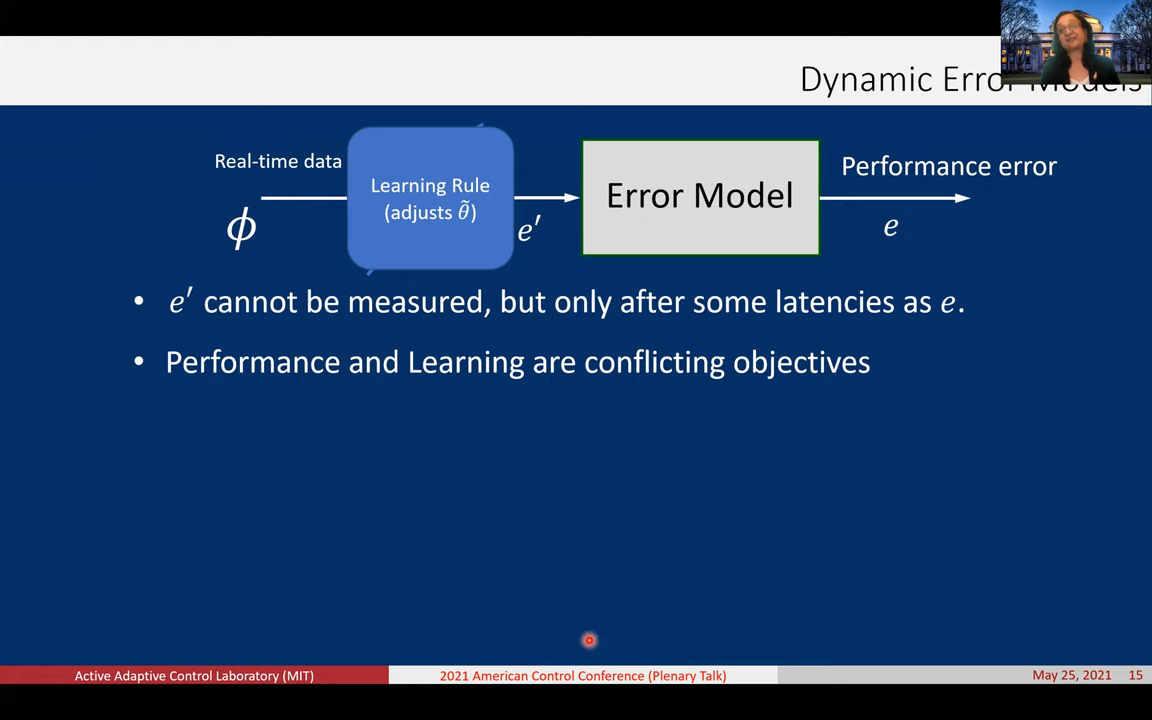 Dynamic Error Models
Real-time data
Learning Rule
(adjusts θ̃)
Error Model
Performance error
ϕ
e′
e
• e′ cannot be measured, but only after some latencies as e.
• Performance and Learning are conflicting objectives
Active Adaptive Control Laboratory (MIT)
2021 American Control Conference (Plenary Talk)
May 25, 2021 15